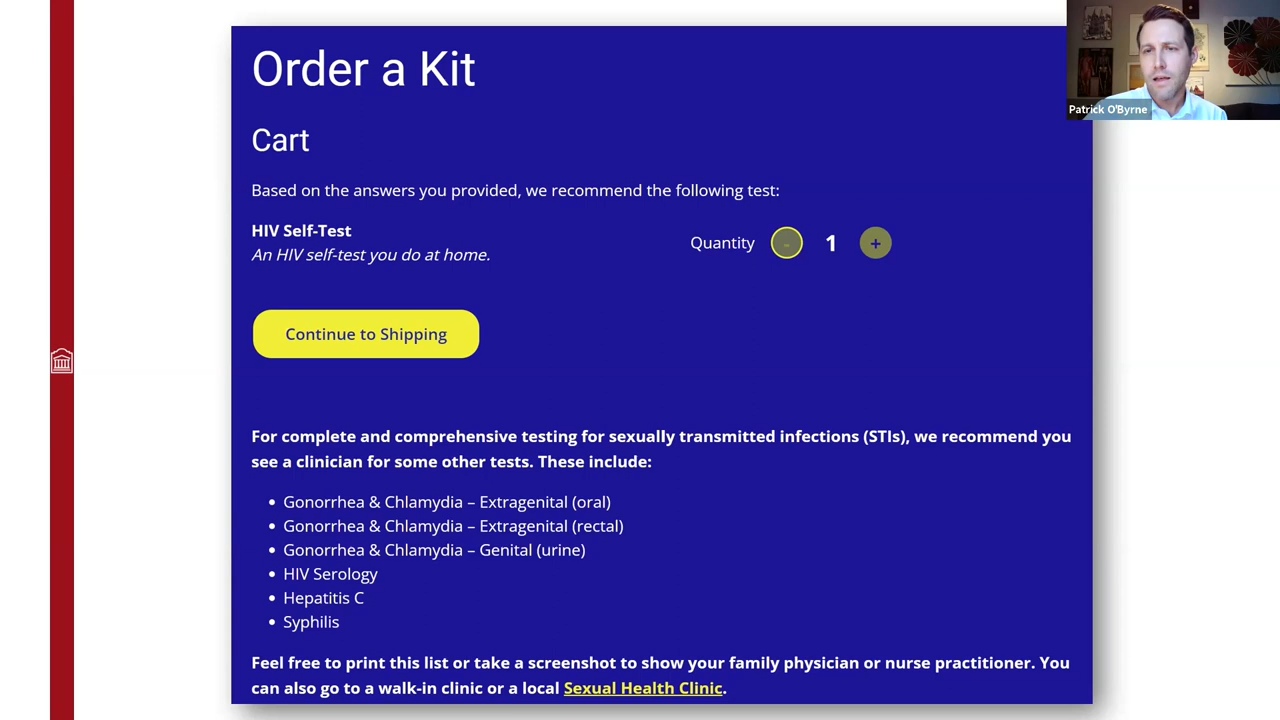 Order a Kit
Cart
Based on the answers you provided, we recommend the following test:
HIV Self-Test
An HIV self-test you do at home.
Quantity - 1 +
Continue to Shipping
For complete and comprehensive testing for sexually transmitted infections (STIs), we recommend you
see a clinician for some other tests. These include:
• Gonorrhea & Chlamydia – Extragenital (oral)
• Gonorrhea & Chlamydia – Extragenital (rectal)
• Gonorrhea & Chlamydia – Genital (urine)
• HIV Serology
• Hepatitis C
• Syphilis
Feel free to print this list or take a screenshot to show your family physician or nurse practitioner. You
can also go to a walk-in clinic or a local Sexual Health Clinic.
Patrick O'Byrne